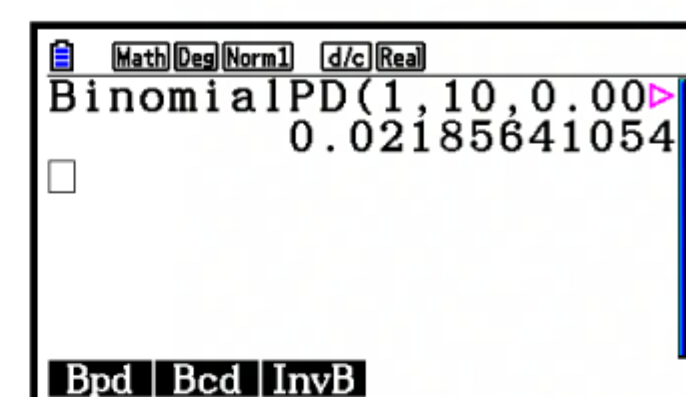 Math Deg Norm1 d/c Real
BinomialPD(1,10,0.00
0.02185641054
Bpd Bcd InvB